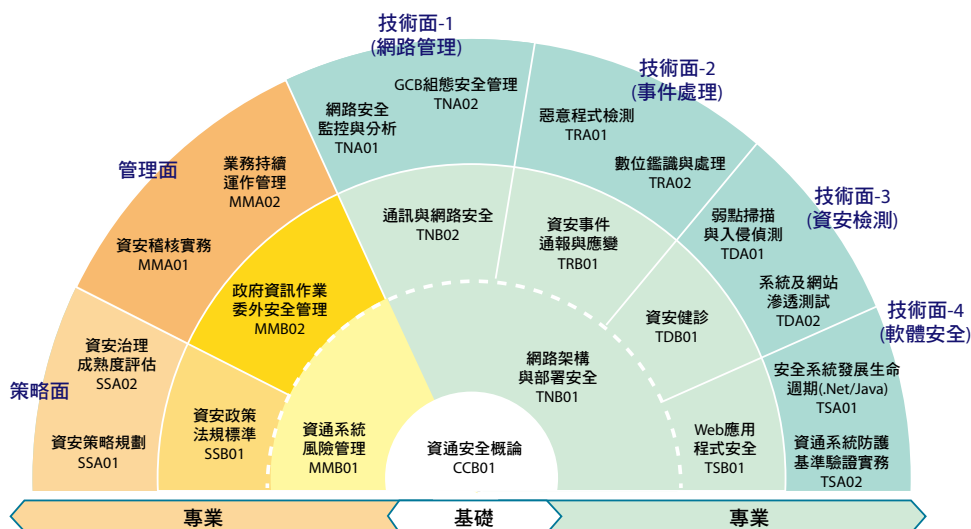 技術面-1
(網路管理)
技術面-2
(事件處理)
技術面-3
(資安檢測)
技術面-4
(軟體安全)
管理面
策略面
GCB組態安全管理
TNA02
網路安全
監控與分析
TNA01
惡意程式檢測
TRA01
數位鑑識與處理
TRA02
業務持續
運作管理
MMA02
資安稽核實務
MMA01
通訊與網路安全
TNB02
資安事件
通報與應變
TRB01
弱點掃描
與入侵偵測
TDA01
系統及網站
滲透測試
TDA02
政府資訊作業
委外安全管理
MMB02
資安健診
TDB01
資安治理
成熟度評估
SSA02
資安策略規劃
SSA01
資安政策
法規標準
SSB01
資通系統
風險管理
MMB01
網路架構
與部署安全
TNB01
資通安全概論
CCB01
Web應用
程式安全
TSB01
安全系統發展生命
週期(.Net/Java)
TSA01
資通系統防護
基準驗證實務
TSA02
專業
基礎
專業